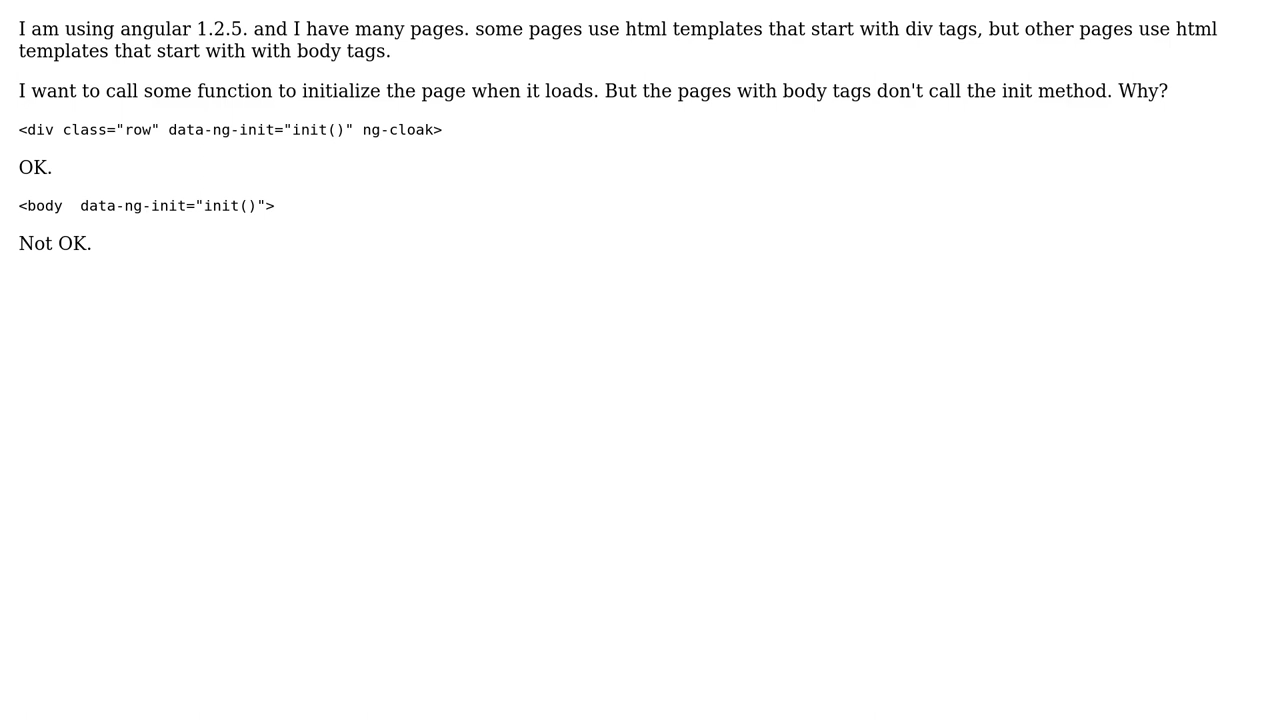 I am using angular 1.2.5. and I have many pages. some pages use html templates that start with div tags, but other pages use html
templates that start with with body tags.
I want to call some function to initialize the page when it loads. But the pages with body tags don't call the init method. Why?
<div class="row" data-ng-init="init()" ng-cloak>
OK.
<body  data-ng-init="init()">
Not OK.